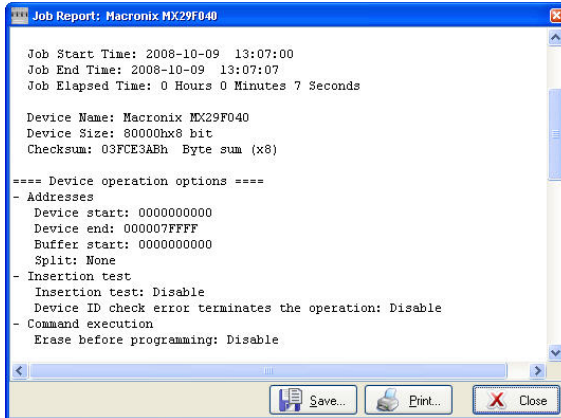 Job Report: Macronix MX29F040
Job Start Time: 2008-10-09 13:07:00
Job End Time: 2008-10-09 13:07:07
Job Elapsed Time: 0 Hours 0 Minutes 7 Seconds
Device Name: Macronix MX29F040
Device Size: 80000hx8 bit
Checksum: 03FCE3ABh Byte sum (x8)
==== Device operation options ====
- Addresses
Device start: 0000000000
Device end: 000007FFFF
Buffer start: 0000000000
Split: None
- Insertion test
Insertion test: Disable
Device ID check error terminates the operation: Disable
- Command execution
Erase before programming: Disable
Save... Print... Close